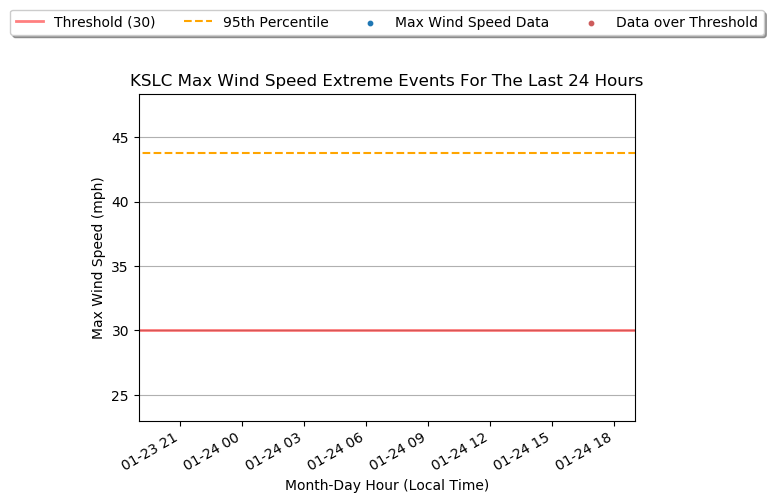 Threshold (30) 95th Percentile Max Wind Speed Data Data over Threshold
KSLC Max Wind Speed Extreme Events For The Last 24 Hours
Max Wind Speed (mph)
45
40
35
30
25
01-23 21 01-24 00 01-24 03 01-24 06 01-24 09 01-24 12 01-24 15 01-24 18
Month-Day Hour (Local Time)